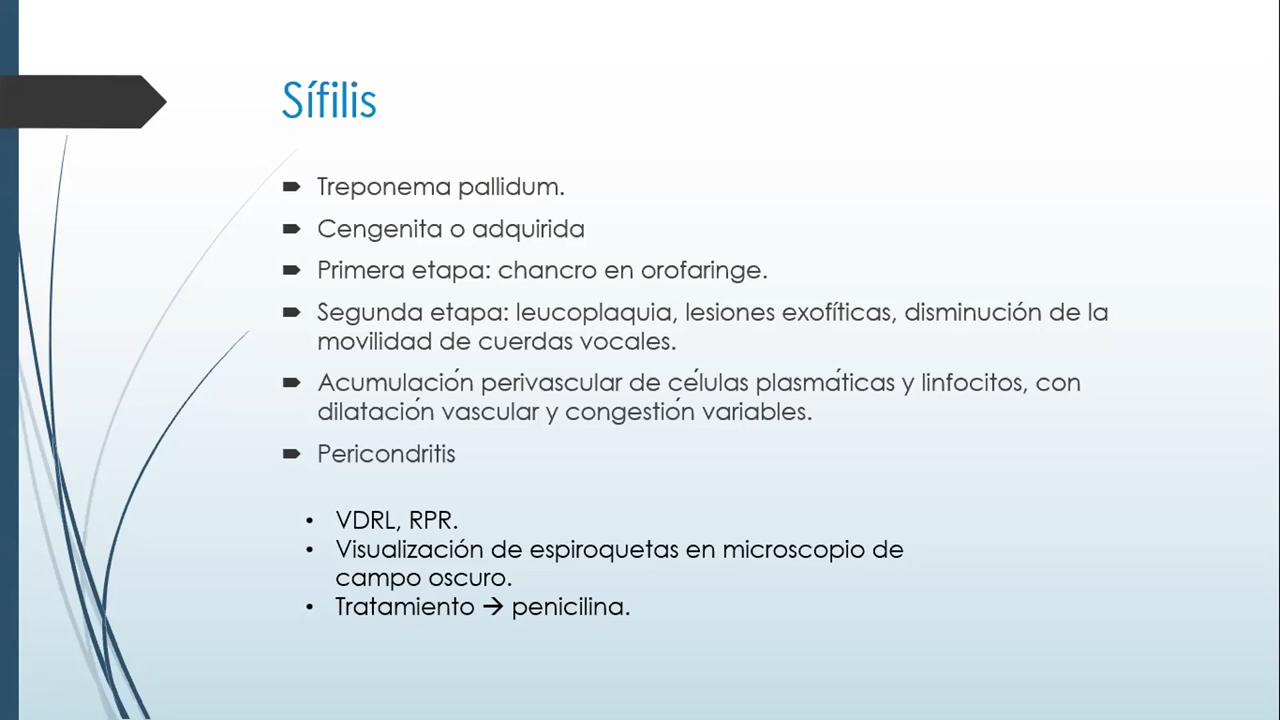 Sífilis
Treponema pallidum.
Cengenita o adquirida
Primera etapa: chancro en orofaringe.
Segunda etapa: leucoplaquia, lesiones exofíticas, disminución de la
movilidad de cuerdas vocales.
Acumulación perivascular de células plasmáticas y linfocitos, con
dilatación vascular y congestión variables.
Pericondritis
• VDRL, RPR.
• Visualización de espiroquetas en microscopio de
campo oscuro.
• Tratamiento → penicilina.